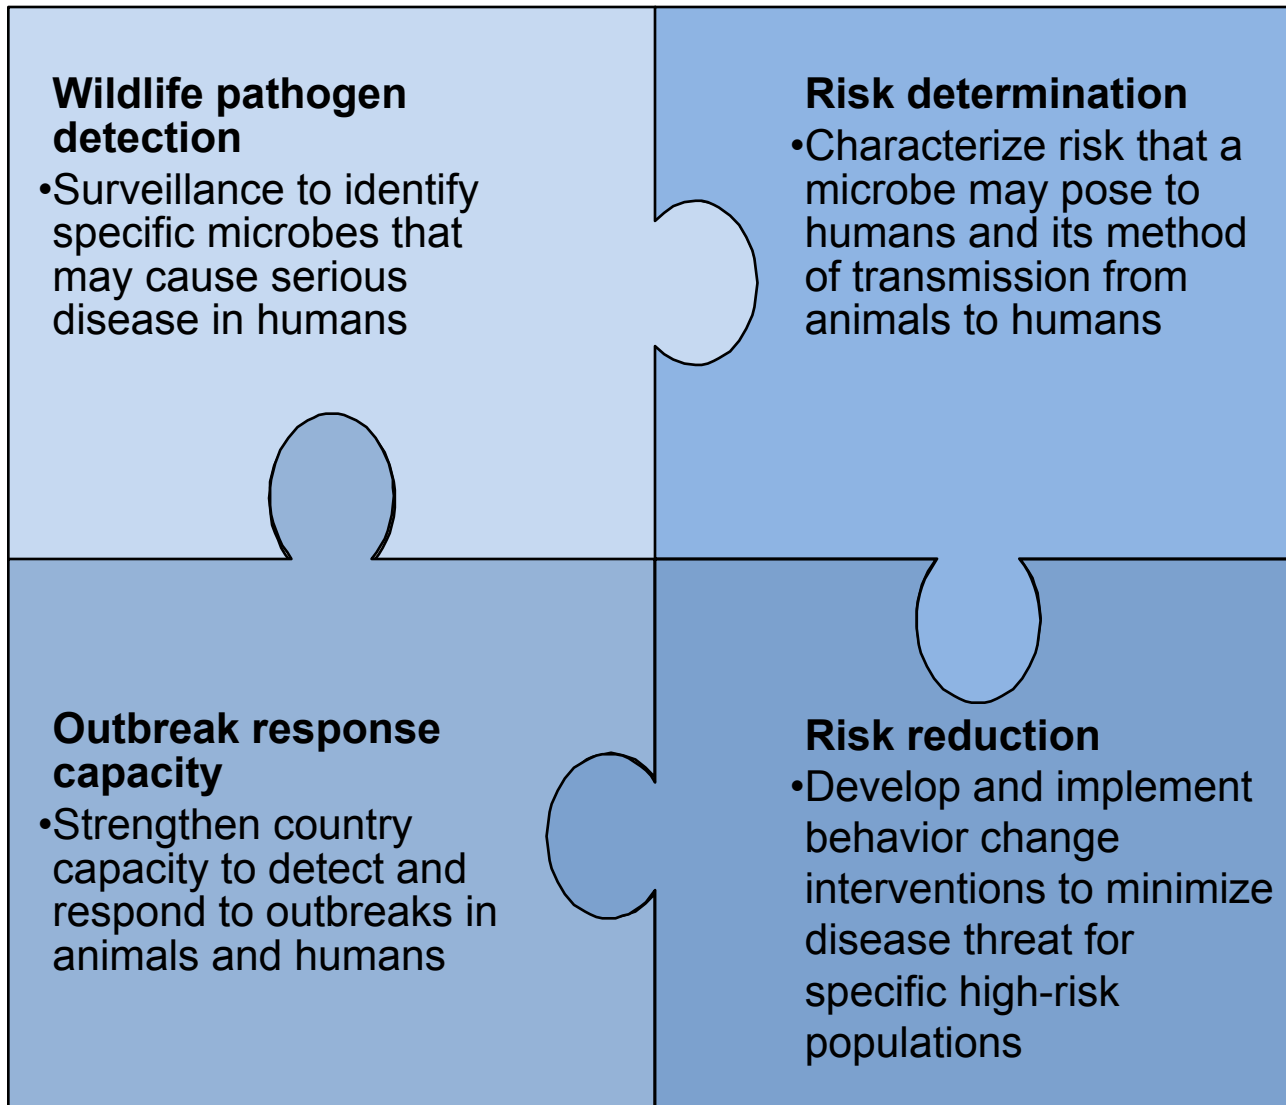 Wildlife pathogen
detection
•Surveillance to identify
specific microbes that
may cause serious
disease in humans
Risk determination
•Characterize risk that a
microbe may pose to
humans and its method
of transmission from
animals to humans
Outbreak response
capacity
•Strengthen country
capacity to detect and
respond to outbreaks in
animals and humans
Risk reduction
•Develop and implement
behavior change
interventions to minimize
disease threat for
specific high-risk
populations